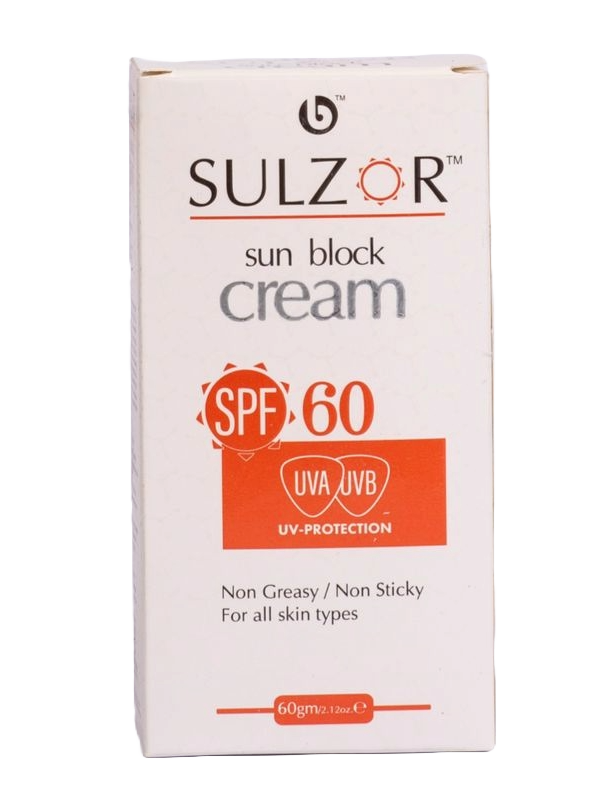 SULZOR™
sun block
cream
SPF 60
UVA UVB
UV-PROTECTION
Non Greasy / Non Sticky
For all skin types
60gm/2.12oz.℮